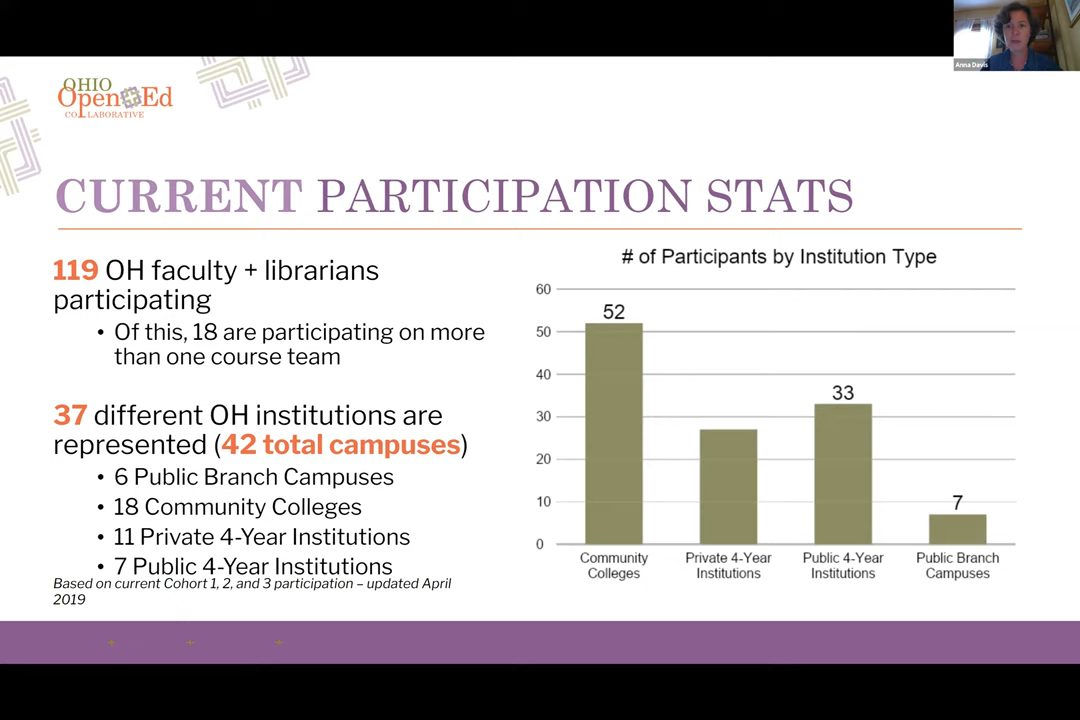 Anna Davis
OHIO
Open Ed
COLLABORATIVE
CURRENT PARTICIPATION STATS
119 OH faculty + librarians
participating
• Of this, 18 are participating on more
than one course team
37 different OH institutions are
represented (42 total campuses)
• 6 Public Branch Campuses
• 18 Community Colleges
• 11 Private 4-Year Institutions
• 7 Public 4-Year Institutions
Based on current Cohort 1, 2, and 3 participation – updated April
2019
# of Participants by Institution Type
60
50
40
30
20
10
0
52
33
7
Community
Colleges
Private 4-Year
Institutions
Public 4-Year
Institutions
Public Branch
Campuses